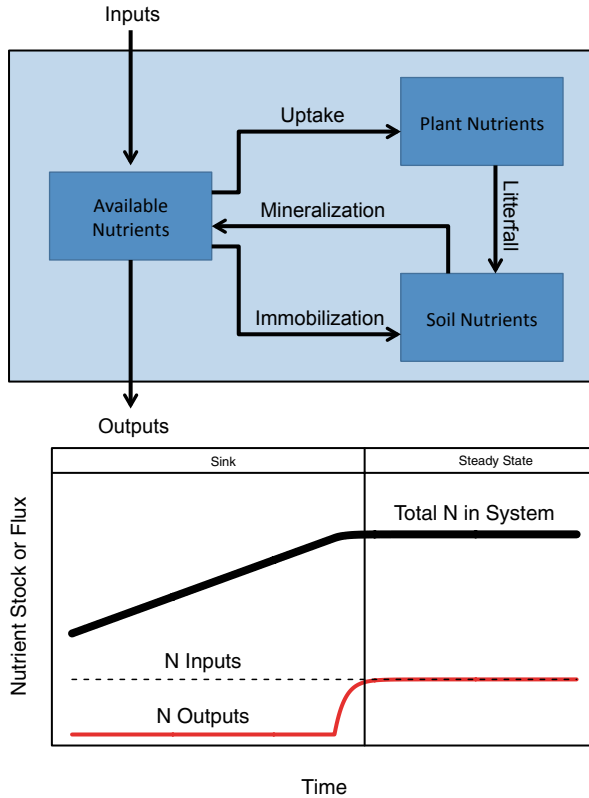 Inputs
Uptake
Plant Nutrients
Available
Nutrients
Mineralization
Litterfall
Immobilization
Soil Nutrients
Outputs
Sink
Steady State
Nutrient Stock or Flux
Total N in System
N Inputs
N Outputs
Time